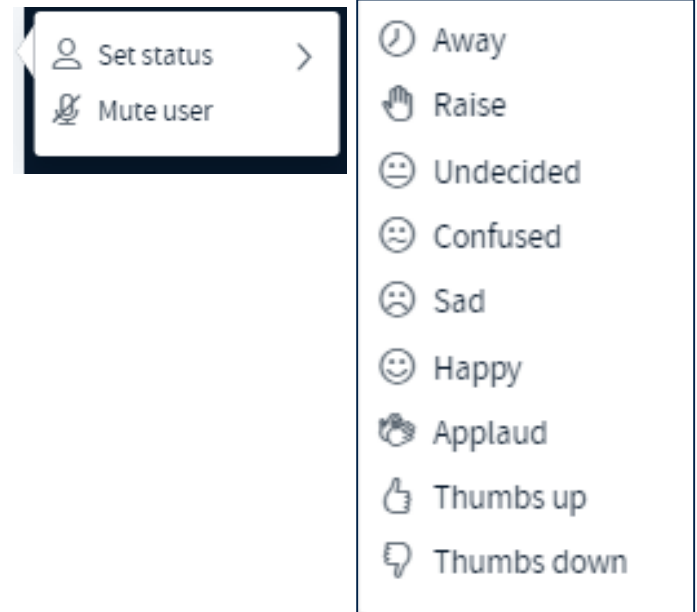 Set status
Mute user
Away
Raise
Undecided
Confused
Sad
Happy
Applaud
Thumbs up
Thumbs down